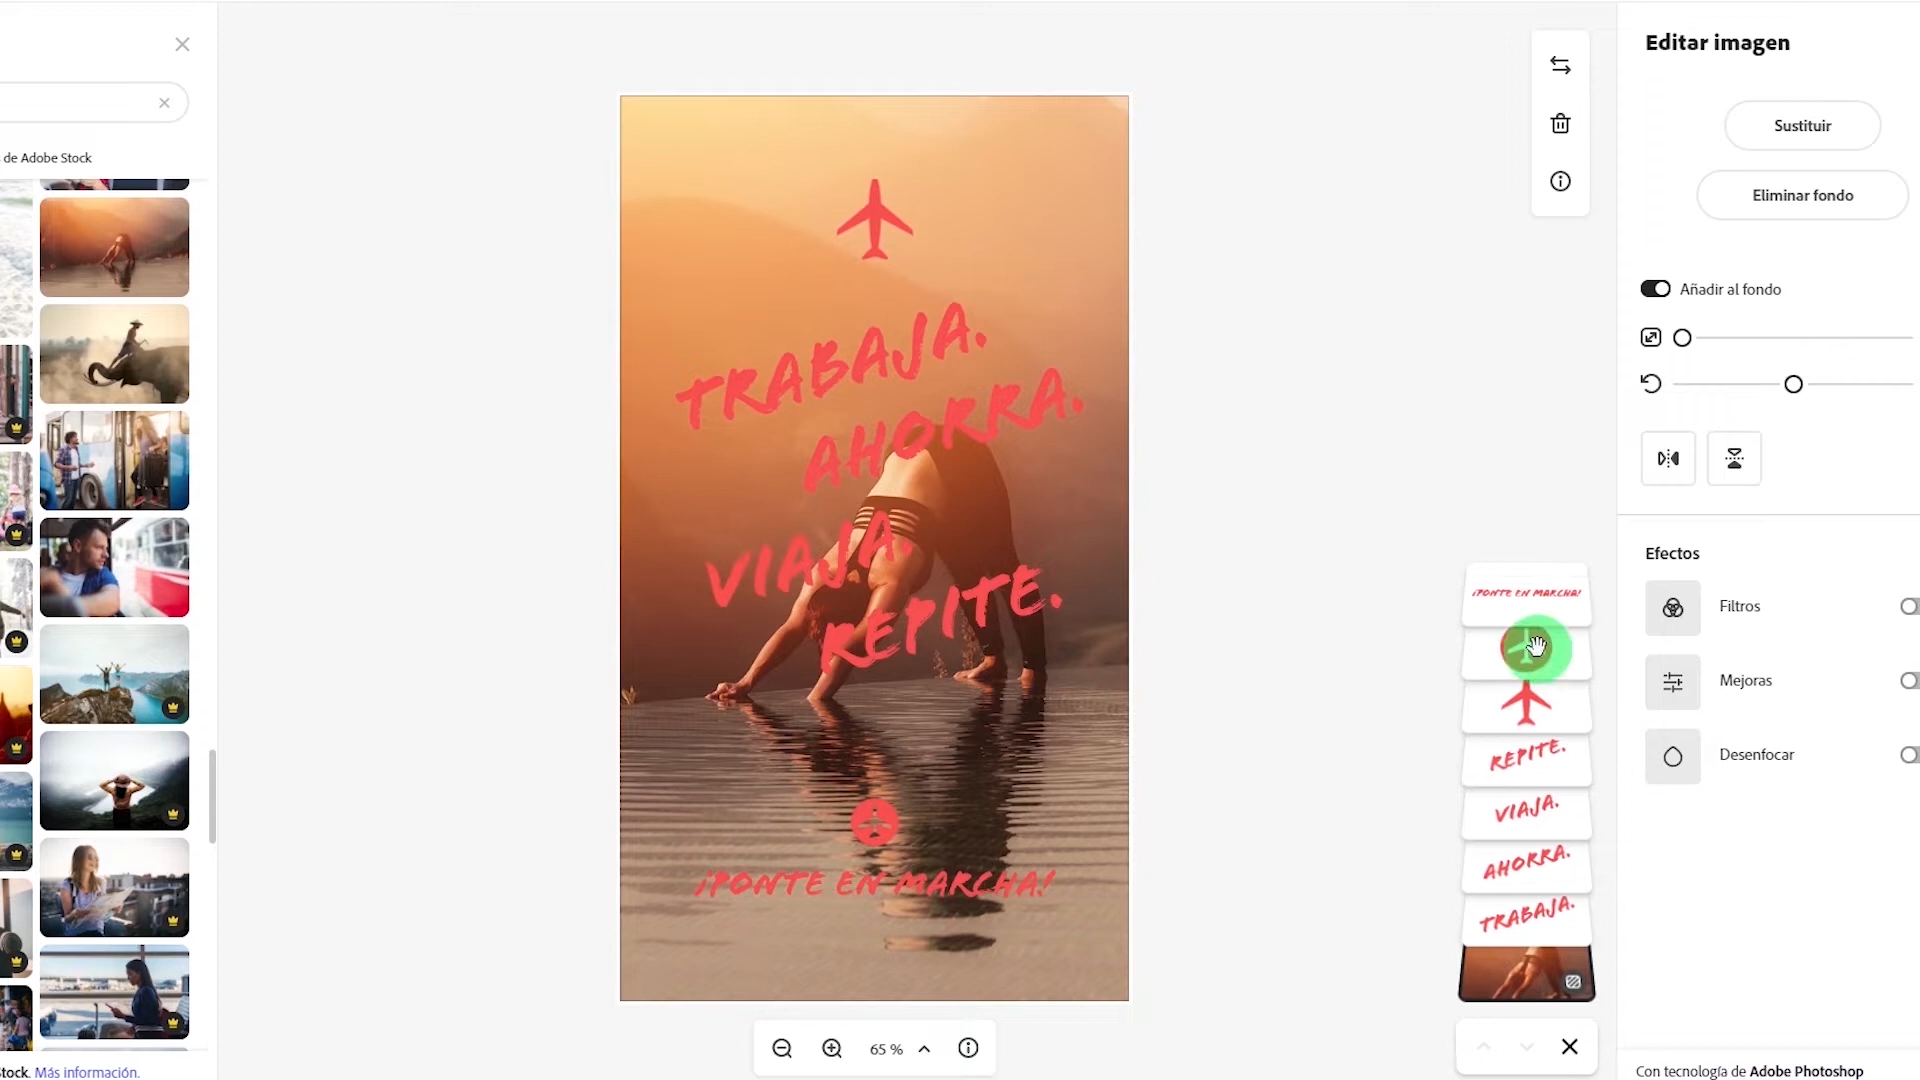 de Adobe Stock
Stock. Más información.
TRABAJA.
AHORRA.
VIAJA.
REPITE.
¡PONTE EN MARCHA!
65 %
¡PONTE EN MARCHA!
REPITE.
VIAJA.
AHORRA.
TRABAJA.
Editar imagen
Sustituir
Eliminar fondo
Añadir al fondo
Efectos
Filtros
Mejoras
Desenfocar
Con tecnología de Adobe Photoshop